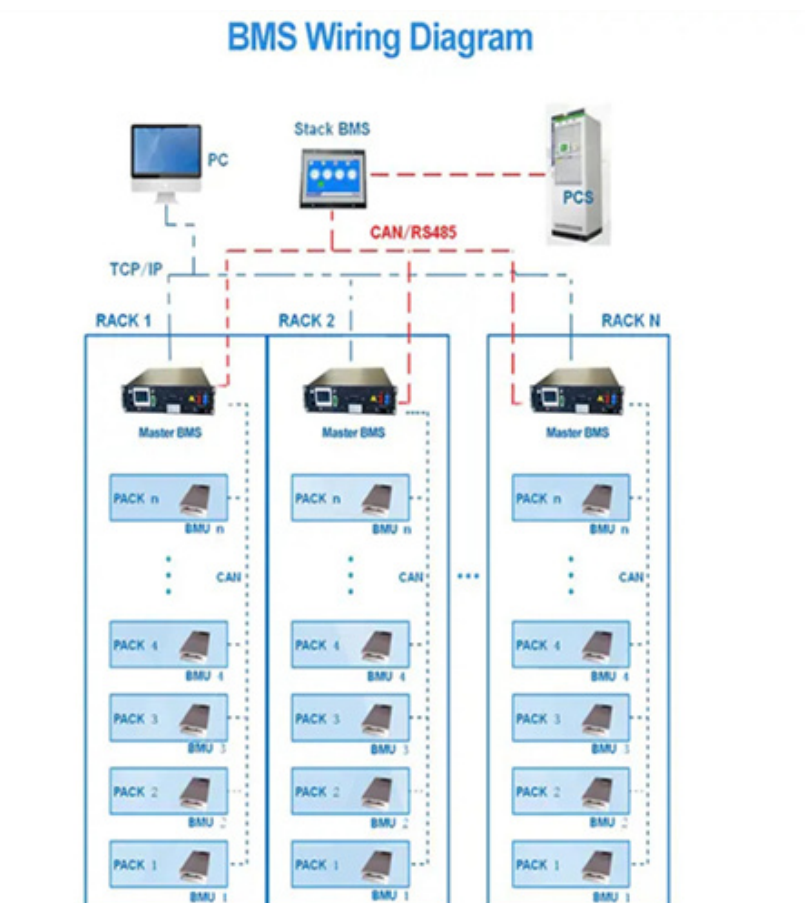 BMS Wiring Diagram
Stack BMS
PC
PCS
CAN/RS485
TCP/IP
RACK 1
RACK 2
RACK N
Master BMS
Master BMS
Master BMS
PACK n
BMU n
PACK n
BMU n
PACK n
BMU n
CAN
CAN
CAN
PACK 4
BMU 4
PACK 4
BMU 4
PACK 4
BMU 4
PACK 3
BMU 3
PACK 3
BMU 3
PACK 3
BMU 3
PACK 2
BMU 2
PACK 2
BMU 2
PACK 2
BMU 2
PACK 1
BMU 1
PACK 1
BMU 1
PACK 1
BMU 1